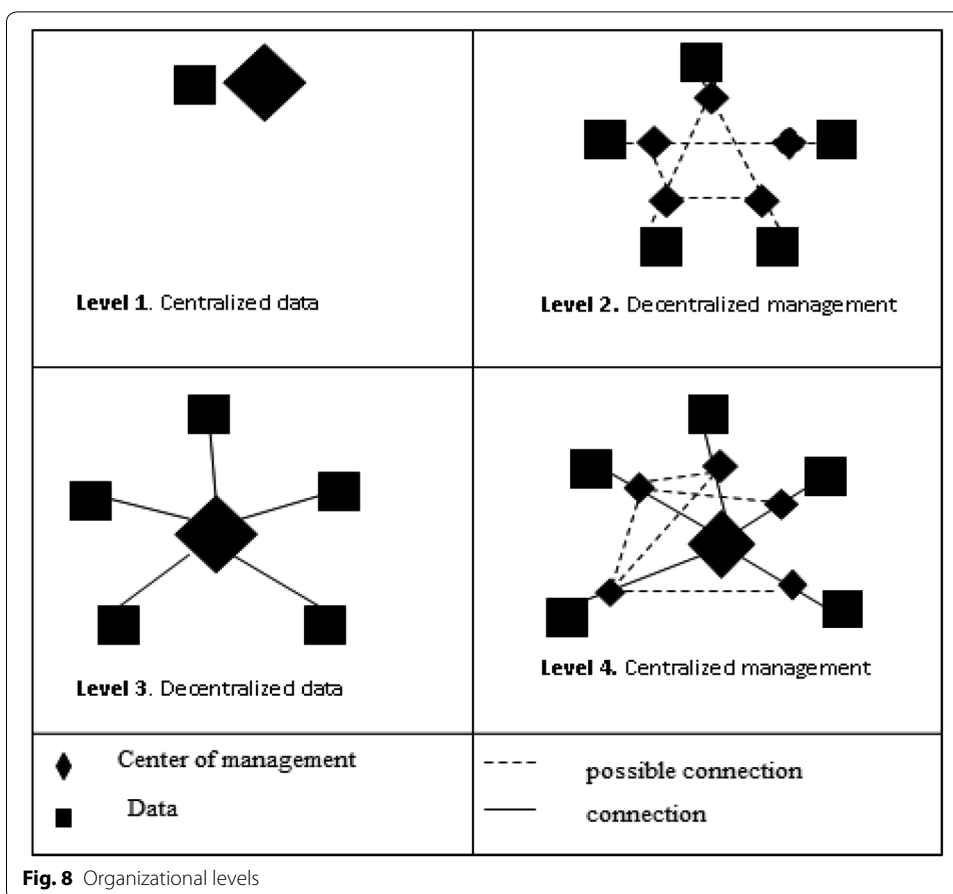 Level 1. Centralized data
Level 2. Decentralized management
Level 3. Decentralized data
Level 4. Centralized management
Center of management
Data
possible connection
connection
Fig. 8 Organizational levels